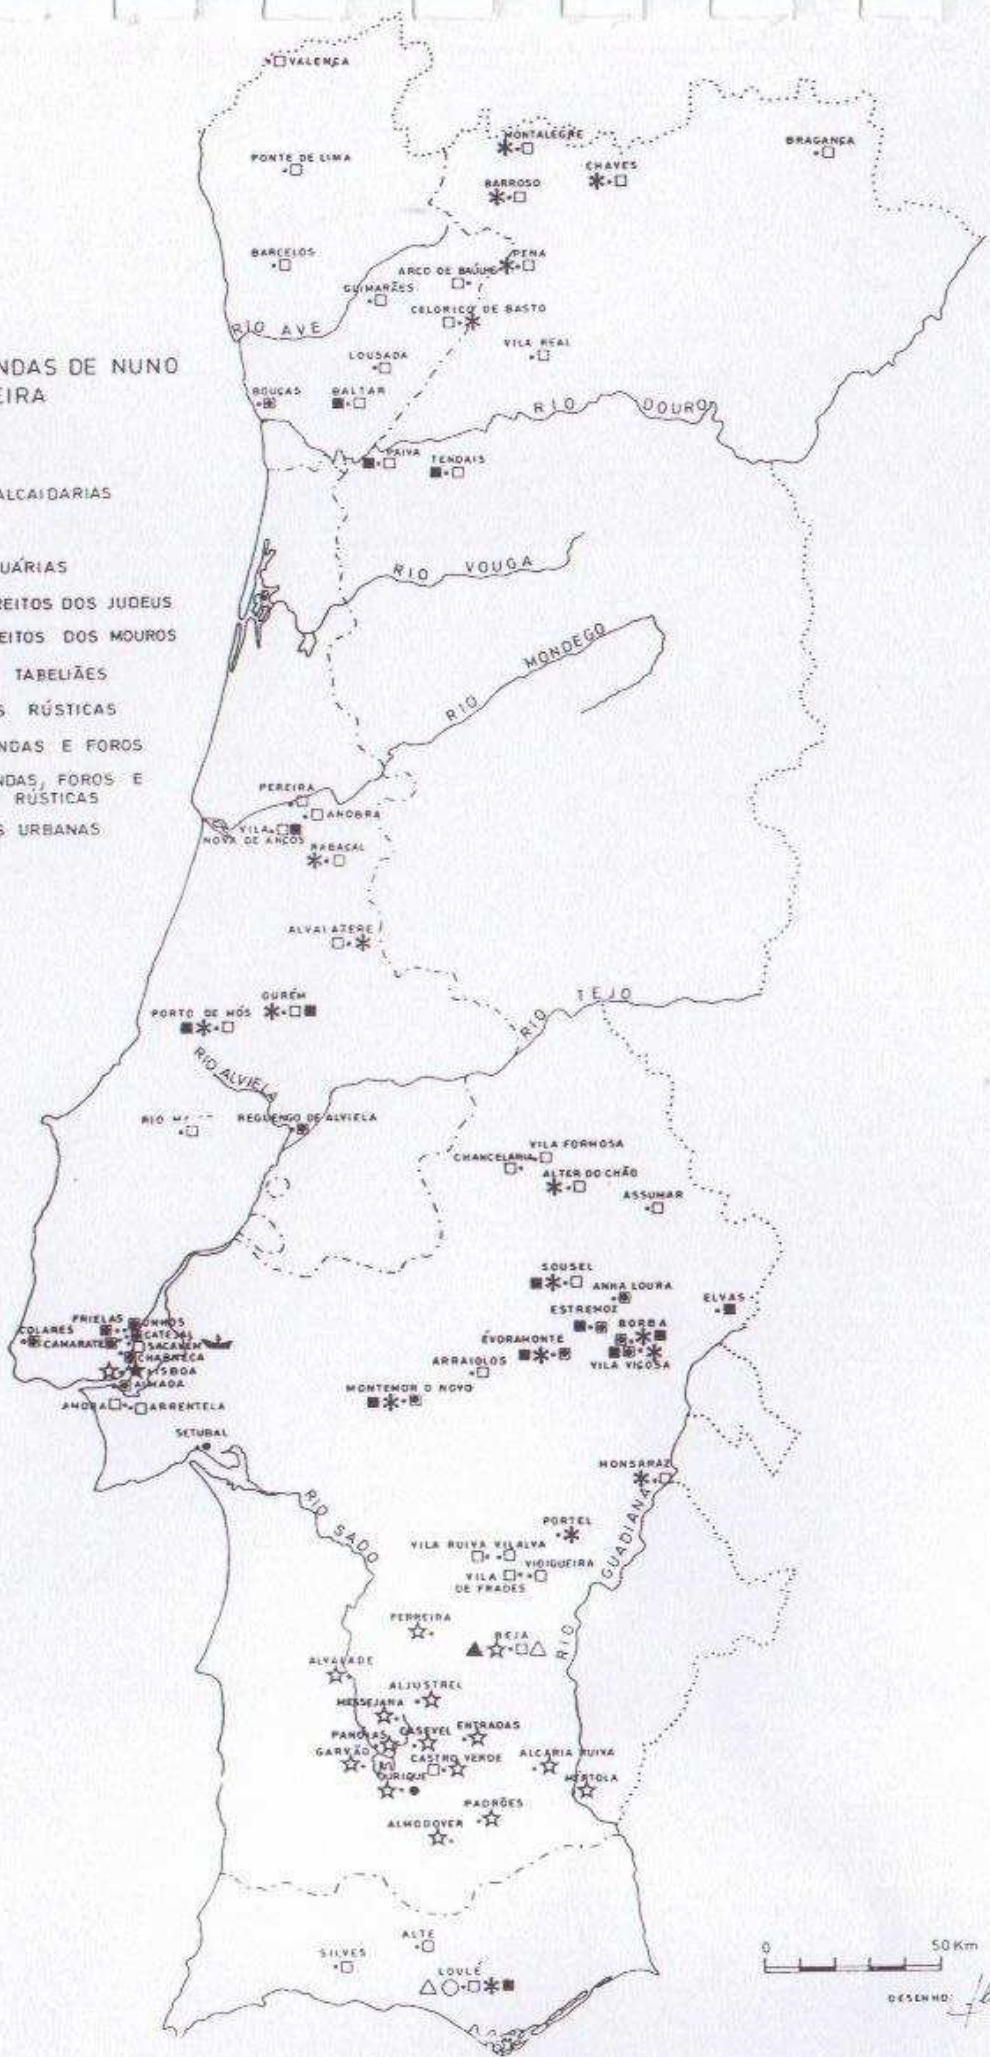 NDAS DE NUNO
EIRA
ALCAIDARIAS
UÁRIAS
REITOS DOS JUDEUS
EITOS DOS MOUROS
TABELIÃES
S RÚSTICAS
NDAS E FOROS
NDAS, FOROS E
RÚSTICAS
S URBANAS
VALENÇA
PONTE DE LIMA
MONTALEGRE
BRAGANÇA
CHAVES
BARROSO
BARCELOS
PENA
ARCO DE BAÚLHE
GUIMARÃES
CELORICO DE BASTO
RIO AVE
VILA REAL
LOUSADA
BOUÇAS
BALTAR
RIO DOURO
PAIVA
TENDAIS
RIO VOUGA
RIO MONDEGO
PEREIRA
ANOBRA
VILA
NOVA DE ANÇOS
RABAÇAL
ALVAIAZERE
OURÉM
PORTO DE MÓS
RIO TEJO
RIO ALVIELA
RIO
REGUENGO DE ALVIELA
VILA FORMOSA
CHANCELARIA
ALTER DO CHÃO
ASSUMAR
SOUSEL
ANHA LOURA
ELVAS
ESTREMOZ
BORBA
ÉVORAMONTE
VILA VIÇOSA
ARRAIOLOS
MONTEMOR O NOVO
FRIELAS
UNHOS
COLARES
CATEJAL
CAMARATE
SACAVEM
CHARNECA
LISBOA
ALMADA
AMORA
ARRENTELA
SETUBAL
MONSARAZ
RIO SADO
PORTEL
RIO GUADIANA
VILA RUIVA
VILALVA
VIDIGUEIRA
VILA
DE FRADES
FERREIRA
BEJA
ALVALADE
ALJUSTREL
MESSEJANA
ENTRADAS
PANÓIAS
CASEVEL
GARVÃO
CASTRO VERDE
ALCARIA RUIVA
OURIQUE
MÉRTOLA
PADRÕES
ALMODOVER
ALTE
SILVES
LOULÉ
0 50 Km
DESENHO: